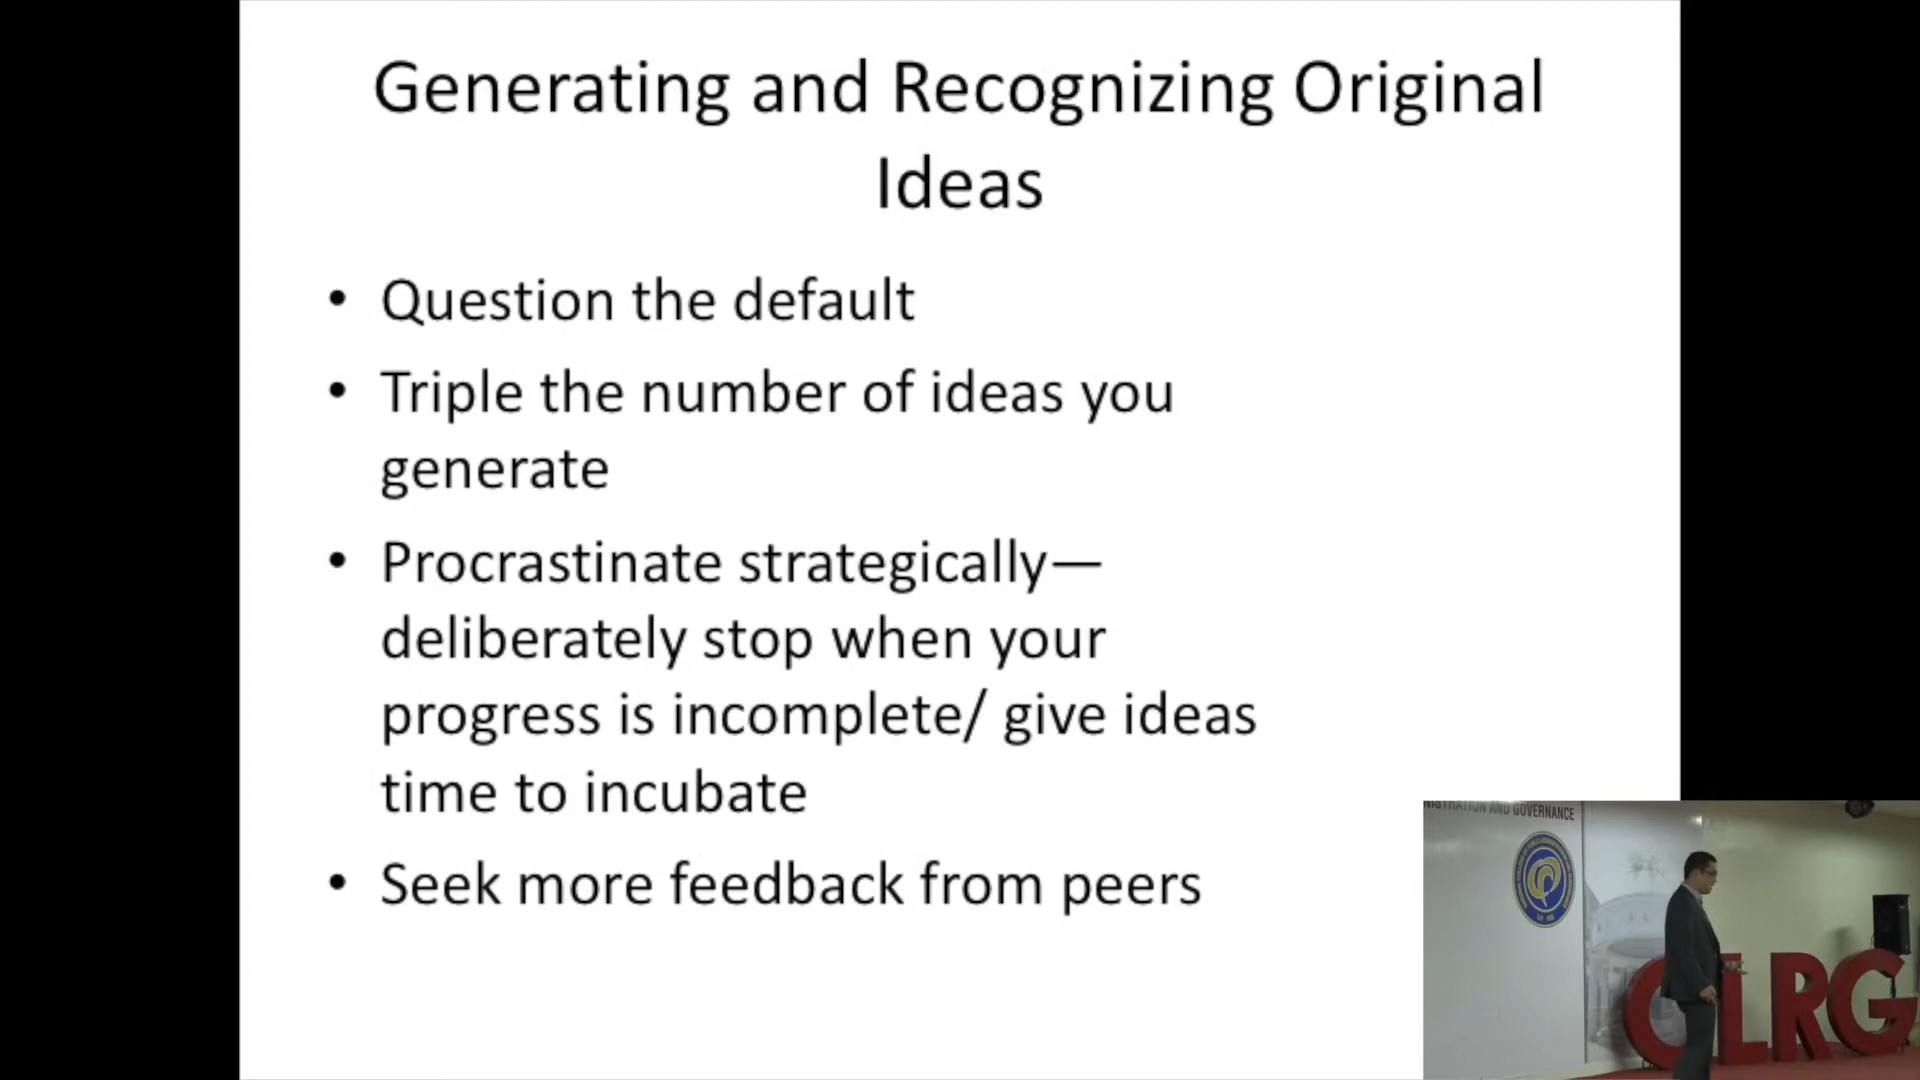 Generating and Recognizing Original
Ideas
• Question the default
• Triple the number of ideas you
generate
• Procrastinate strategically—
deliberately stop when your
progress is incomplete/ give ideas
time to incubate
• Seek more feedback from peers
AND GOVERNANCE
CLRG